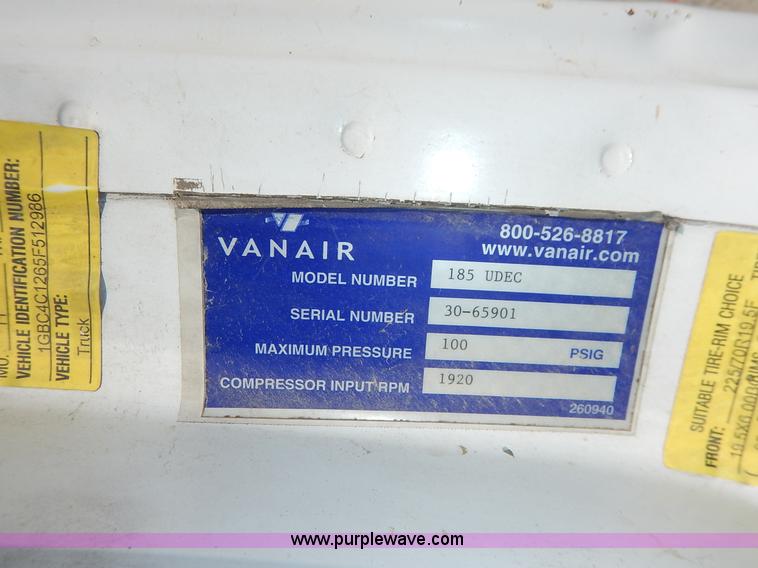 MO.
VEHICLE IDENTIFICATION NUMBER:
1GBC4C1265F512986
VEHICLE TYPE:
Truck
VANAIR
800-526-8817
www.vanair.com
MODEL NUMBER 185 UDEC
SERIAL NUMBER 30-65901
MAXIMUM PRESSURE 100 PSIG
COMPRESSOR INPUT RPM 1920
260940
SUITABLE TIRE-RIM CHOICE
FRONT: 225/70R19.5F
www.purplewave.com